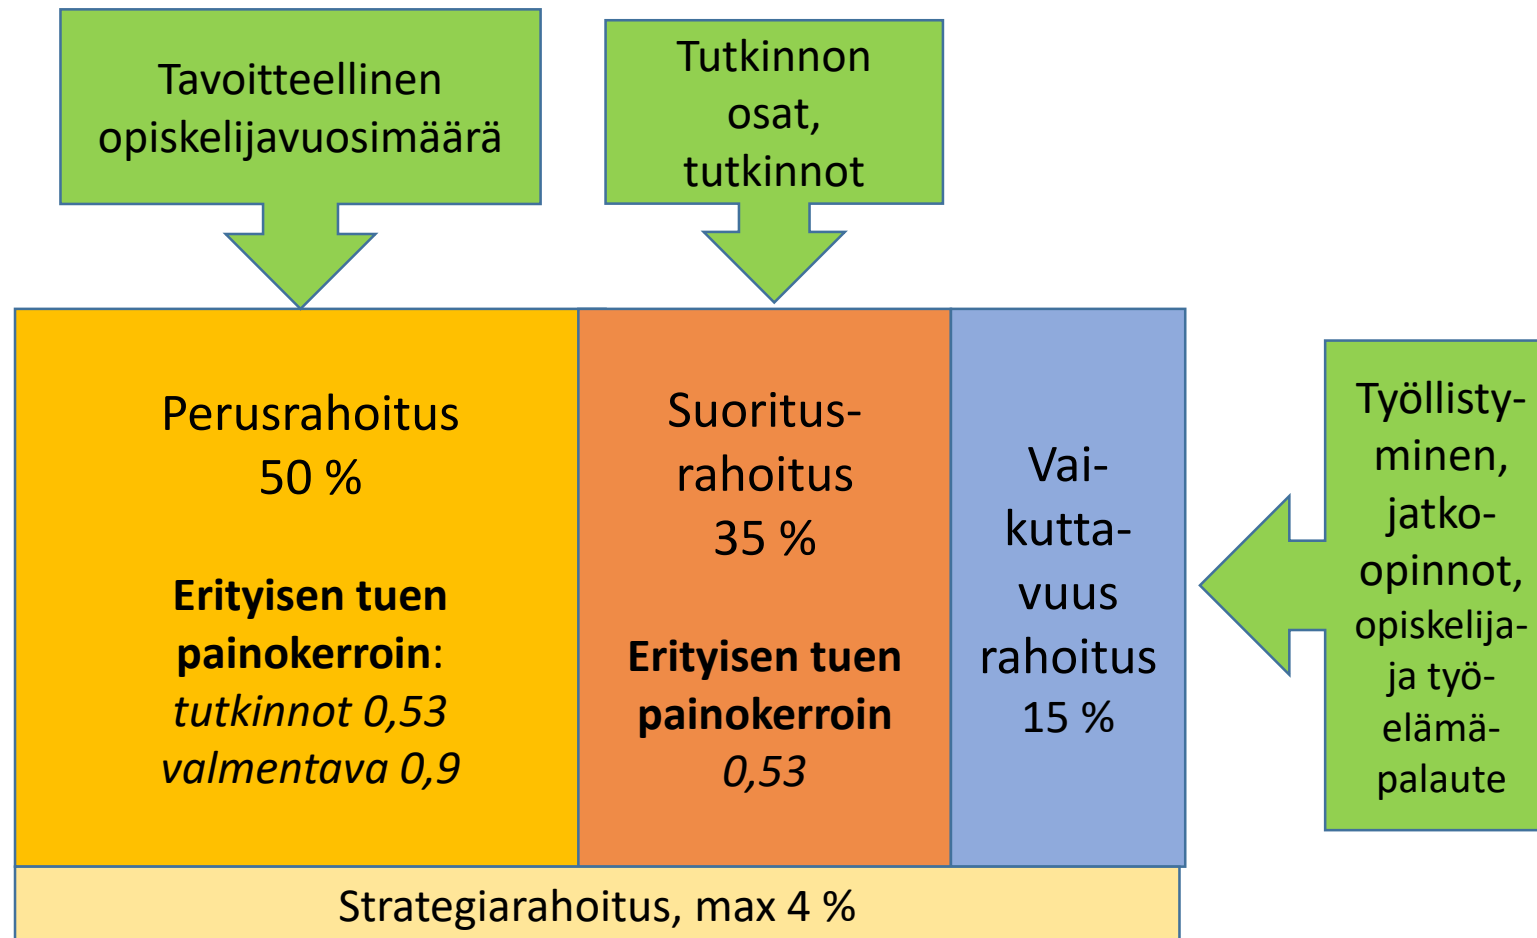 Tavoitteellinen
opiskelijavuosimäärä
Tutkinnon
osat,
tutkinnot
Perusrahoitus
50 %
Erityisen tuen
painokerroin:
tutkinnot 0,53
valmentava 0,9
Suoritus-
rahoitus
35 %
Erityisen tuen
painokerroin
0,53
Vai-
kutta-
vuus
rahoitus
15 %
Työllisty-
minen,
jatko-
opinnot,
opiskelija-
ja työ-
elämä-
palaute
Strategiarahoitus, max 4 %